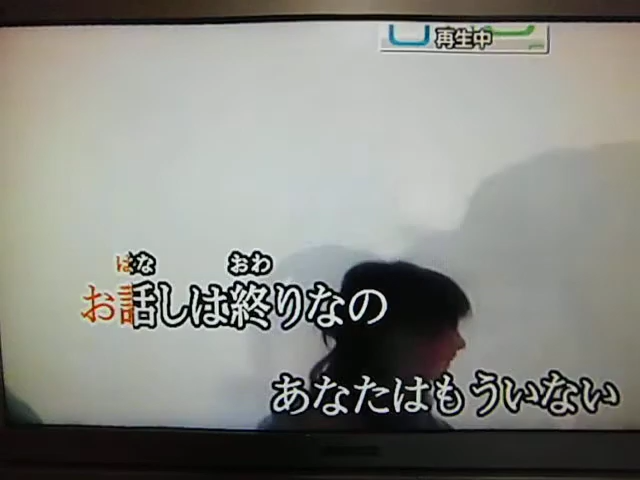 再生中
はな おわ
お話しは終りなの
あなたはもういない